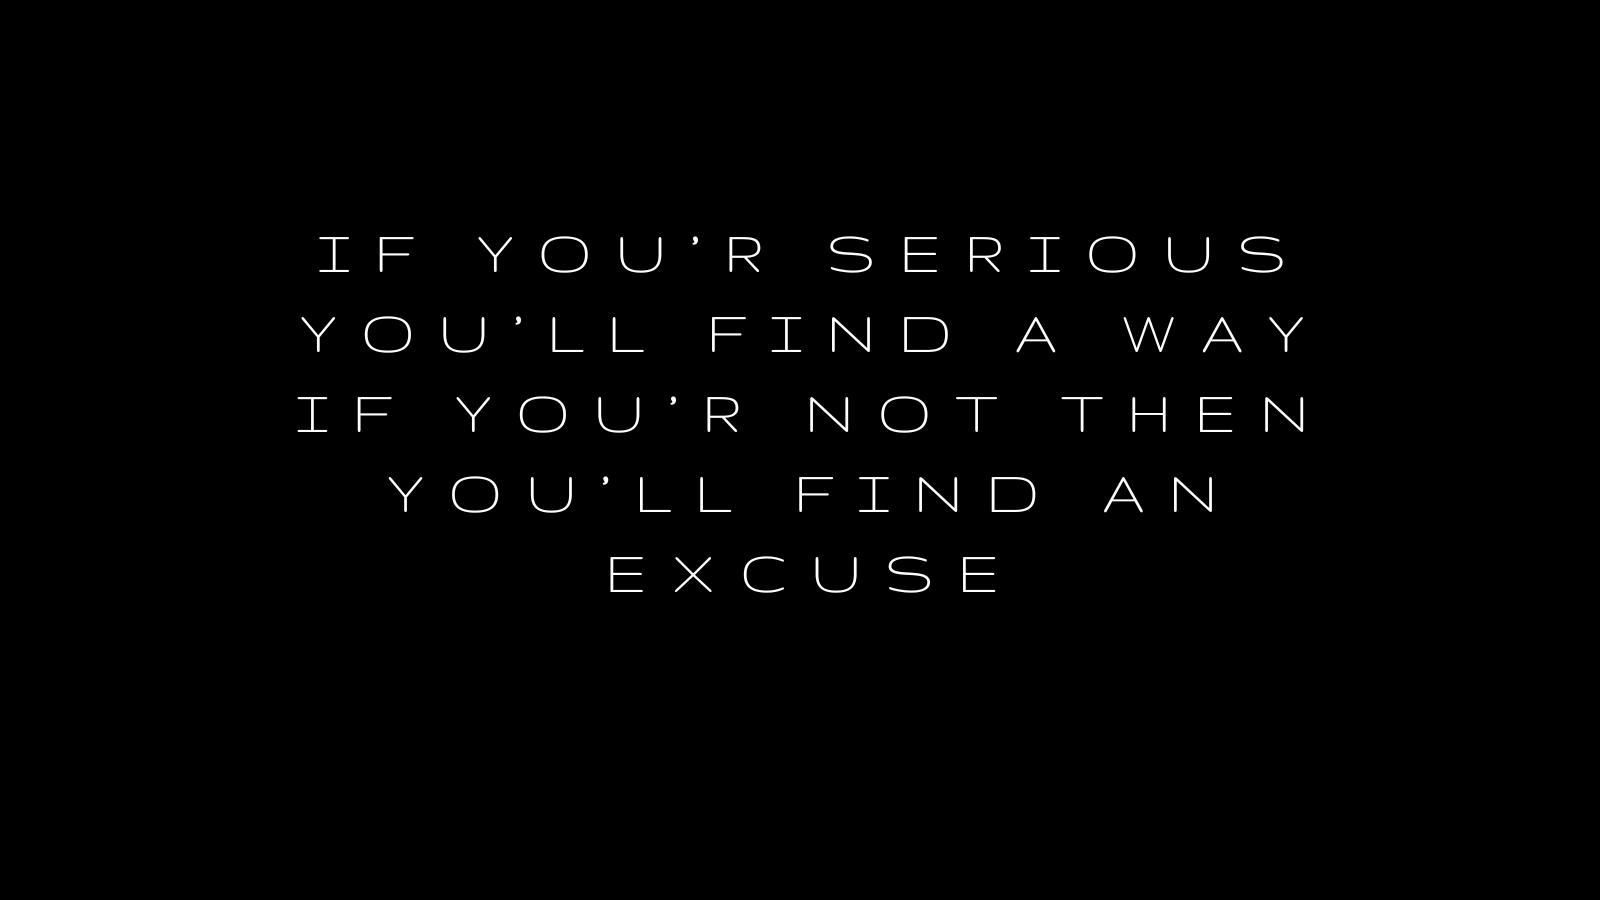 IF YOU’R SERIOUS
YOU’LL FIND A WAY
IF YOU’R NOT THEN
YOU’LL FIND AN
EXCUSE